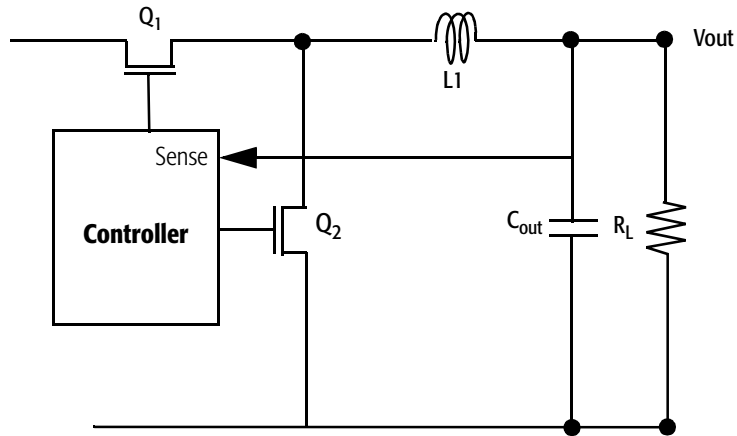 Q1
L1
Vout
Sense
Controller
Q2
Cout
RL